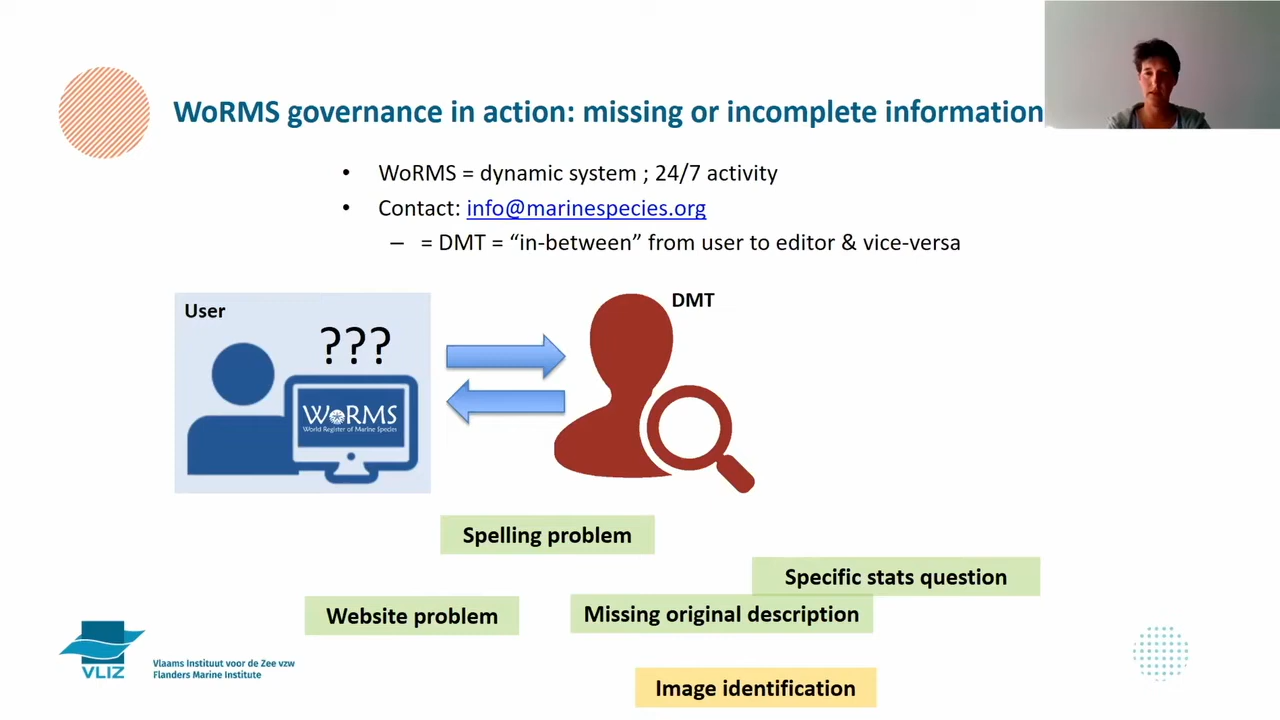 WoRMS governance in action: missing or incomplete information
• WoRMS = dynamic system ; 24/7 activity
• Contact: info@marinespecies.org
– = DMT = “in-between” from user to editor & vice-versa
User
???
WoRMS
World Register of Marine Species
DMT
Spelling problem
Specific stats question
Website problem
Missing original description
Image identification
VLIZ
Vlaams Instituut voor de Zee vzw
Flanders Marine Institute